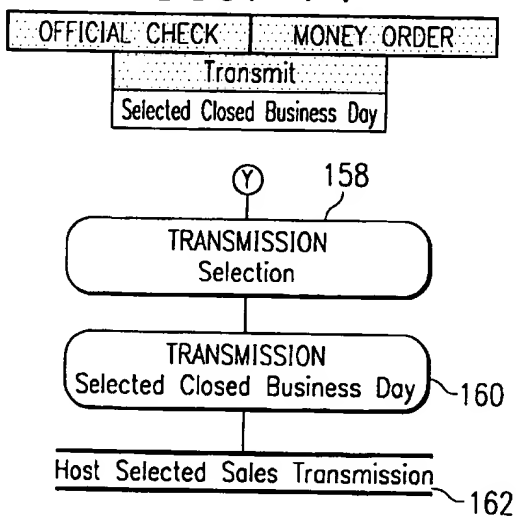 OFFICIAL CHECK MONEY ORDER
Transmit
Selected Closed Business Day
Y
158
TRANSMISSION
Selection
TRANSMISSION
Selected Closed Business Day
160
Host Selected Sales Transmission
162